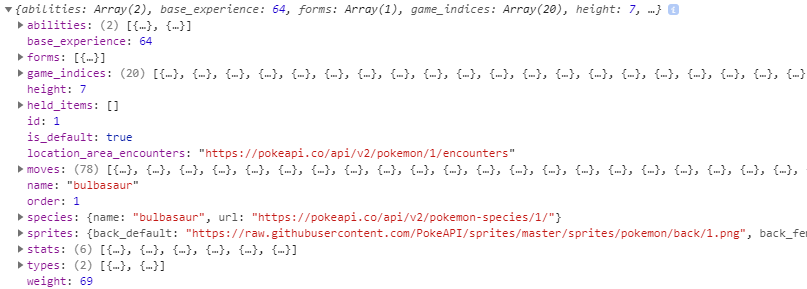 {abilities: Array(2), base_experience: 64, forms: Array(1), game_indices: Array(20), height: 7, …} i
abilities: (2) [{…}, {…}]
base_experience: 64
forms: [{…}]
game_indices: (20) [{…}, {…}, {…}, {…}, {…}, {…}, {…}, {…}, {…}, {…}, {…}, {…}, {…}, {…}, {…}, {…}, {…}, {…}, {…}, {…}
height: 7
held_items: []
id: 1
is_default: true
location_area_encounters: "https://pokeapi.co/api/v2/pokemon/1/encounters"
moves: (78) [{…}, {…}, {…}, {…}, {…}, {…}, {…}, {…}, {…}, {…}, {…}, {…}, {…}, {…}, {…}, {…}, {…}, {…}, {…}, {…}, {…},
name: "bulbasaur"
order: 1
species: {name: "bulbasaur", url: "https://pokeapi.co/api/v2/pokemon-species/1/"}
sprites: {back_default: "https://raw.githubusercontent.com/PokeAPI/sprites/master/sprites/pokemon/back/1.png", back_fe
stats: (6) [{…}, {…}, {…}, {…}, {…}, {…}]
types: (2) [{…}, {…}]
weight: 69